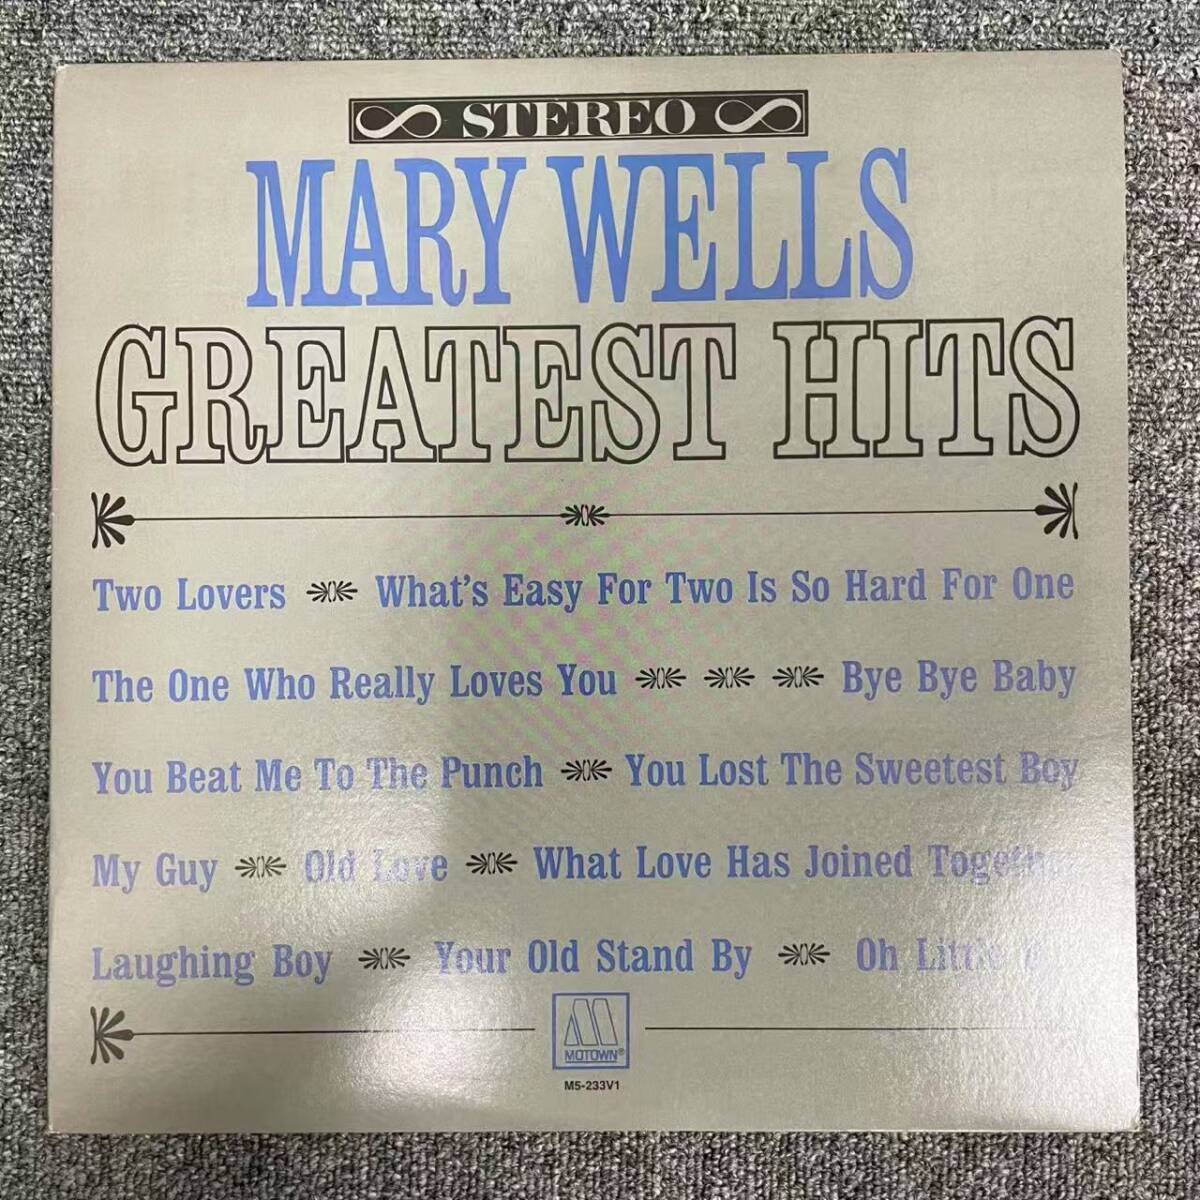 STEREO
MARY WELLS
GREATEST HITS
Two Lovers What's Easy For Two Is So Hard For One
The One Who Really Loves You Bye Bye Baby
You Beat Me To The Punch You Lost The Sweetest Boy
My Guy Old Love What Love Has Joined Together
Laughing Boy Your Old Stand By Oh Little
MOTOWN®
M5-233V1